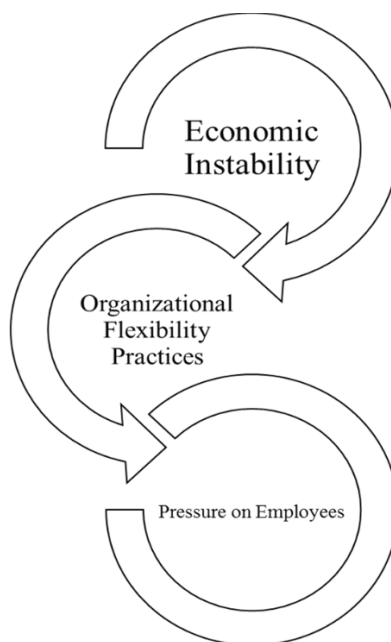 Economic
Instability
Organizational
Flexibility
Practices
Pressure on Employees